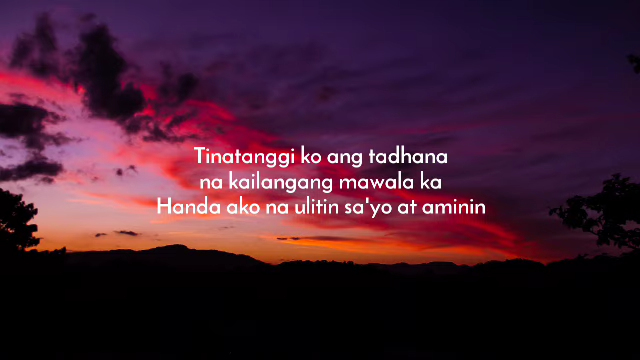 Tinatanggi ko ang tadhana
na kailangang mawala ka
Handa ako na ulitin sa'yo at aminin